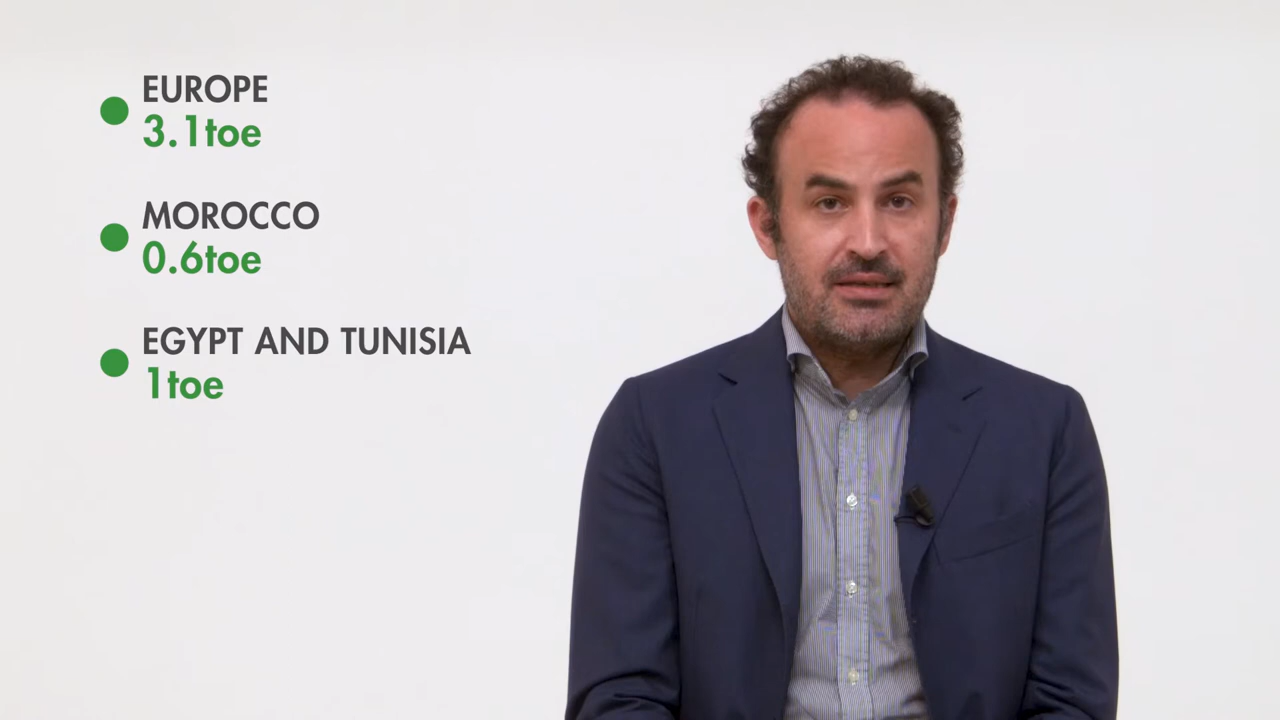 EUROPE
3.1toe
MOROCCO
0.6toe
EGYPT AND TUNISIA
1toe